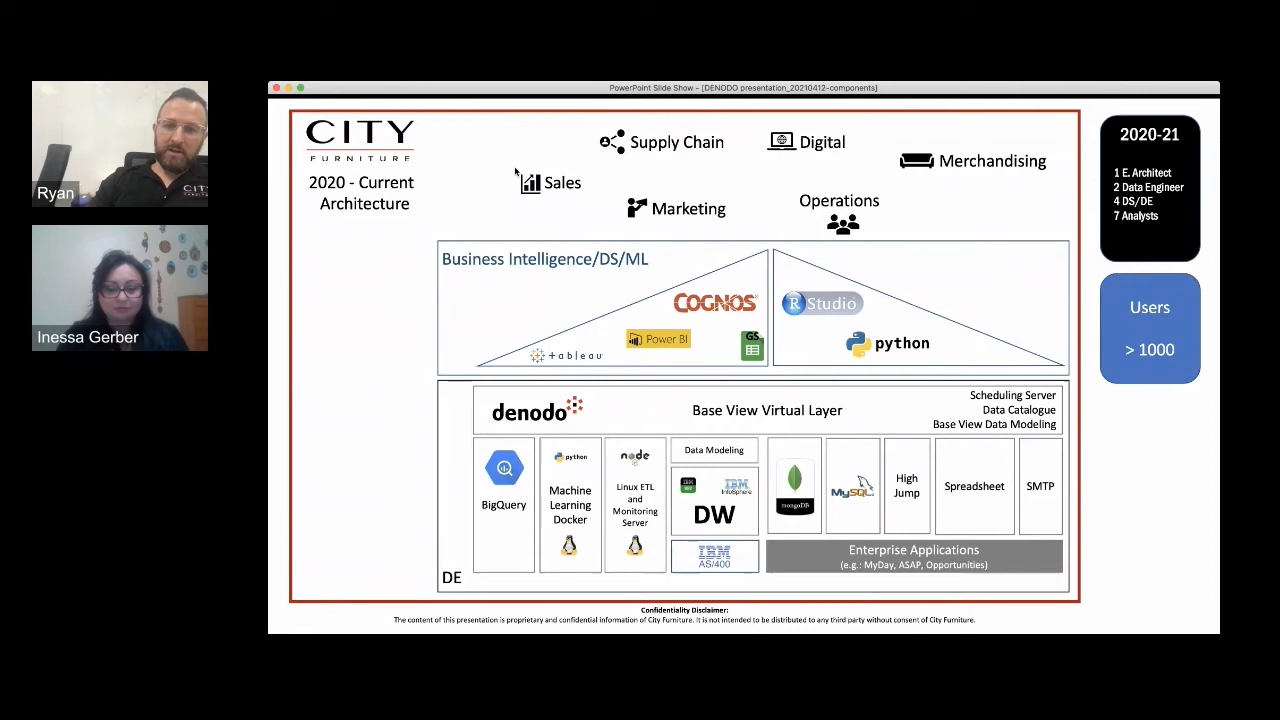 PowerPoint Slide Show - [DENODO presentation_20210412-components]
Ryan
CITY
Inessa Gerber
CITY
FURNITURE
2020 - Current
Architecture
Supply Chain
Digital
Merchandising
Sales
Marketing
Operations
2020-21
1 E. Architect
2 Data Engineer
4 DS/DE
7 Analysts
Users
> 1000
Business Intelligence/DS/ML
COGNOS
Power BI
GS
+ableau
R Studio
python
denodo
Base View Virtual Layer
Scheduling Server
Data Catalogue
Base View Data Modeling
BigQuery
python
Machine
Learning
Docker
node
Linux ETL
and
Monitoring
Server
Data Modeling
IBM
InfoSphere
DW
IBM
AS/400
mongoDB
MySQL
High
Jump
Spreadsheet
SMTP
Enterprise Applications
(e.g.: MyDay, ASAP, Opportunities)
DE
Confidentiality Disclaimer:
The content of this presentation is proprietary and confidential information of City Furniture. It is not intended to be distributed to any third party without consent of City Furniture.